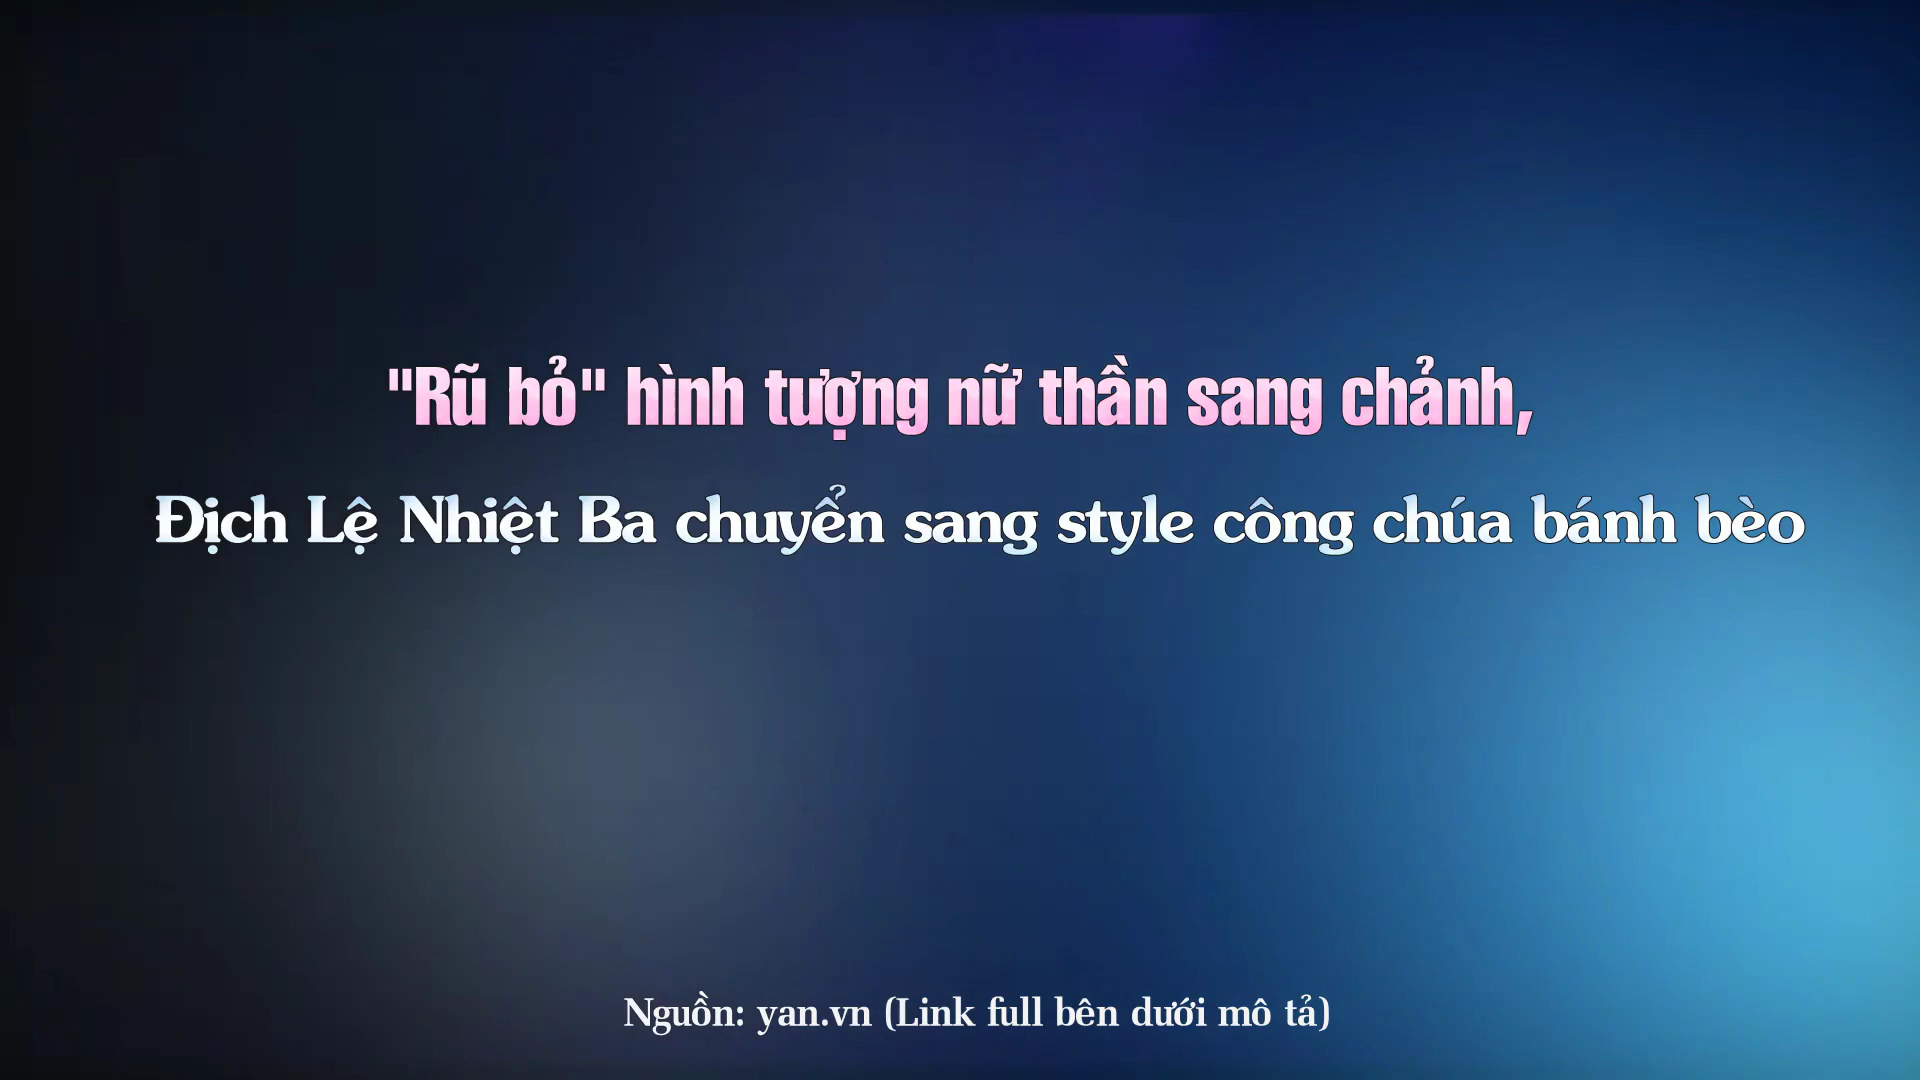 "Rũ bỏ" hình tượng nữ thần sang chảnh,
Địch Lệ Nhiệt Ba chuyển sang style công chúa bánh bèo
Nguồn: yan.vn (Link full bên dưới mô tả)